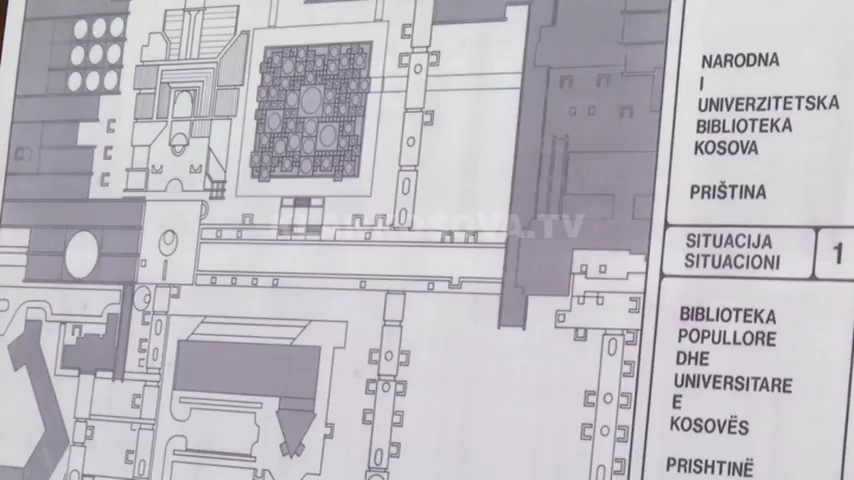 NARODNA
I
UNIVERZITETSKA
BIBLIOTEKA
KOSOVA
PRIŠTINA
SITUACIJA
SITUACIONI
1
BIBLIOTEKA
POPULLORE
DHE
UNIVERSITARE
E
KOSOVËS
PRISHTINË